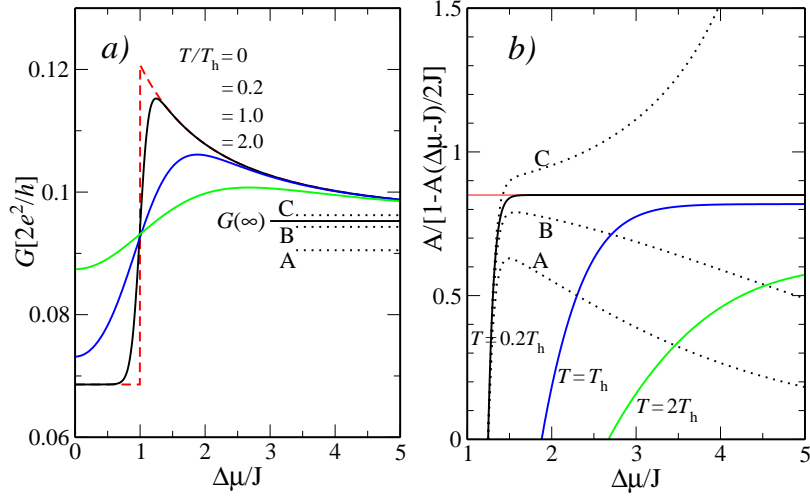 a)
T/T_h = 0
= 0.2
= 1.0
= 2.0
G(∞)
C
B
A
0.12
0.1
0.08
0.06
G[2e²/h]
0 1 2 3 4 5
Δμ/J
b)
C
B
A
T = 0.2T_h
T = T_h
T = 2T_h
1.5
1
0.5
0
A/[1-A(Δμ-J)/2J]
1 2 3 4 5
Δμ/J